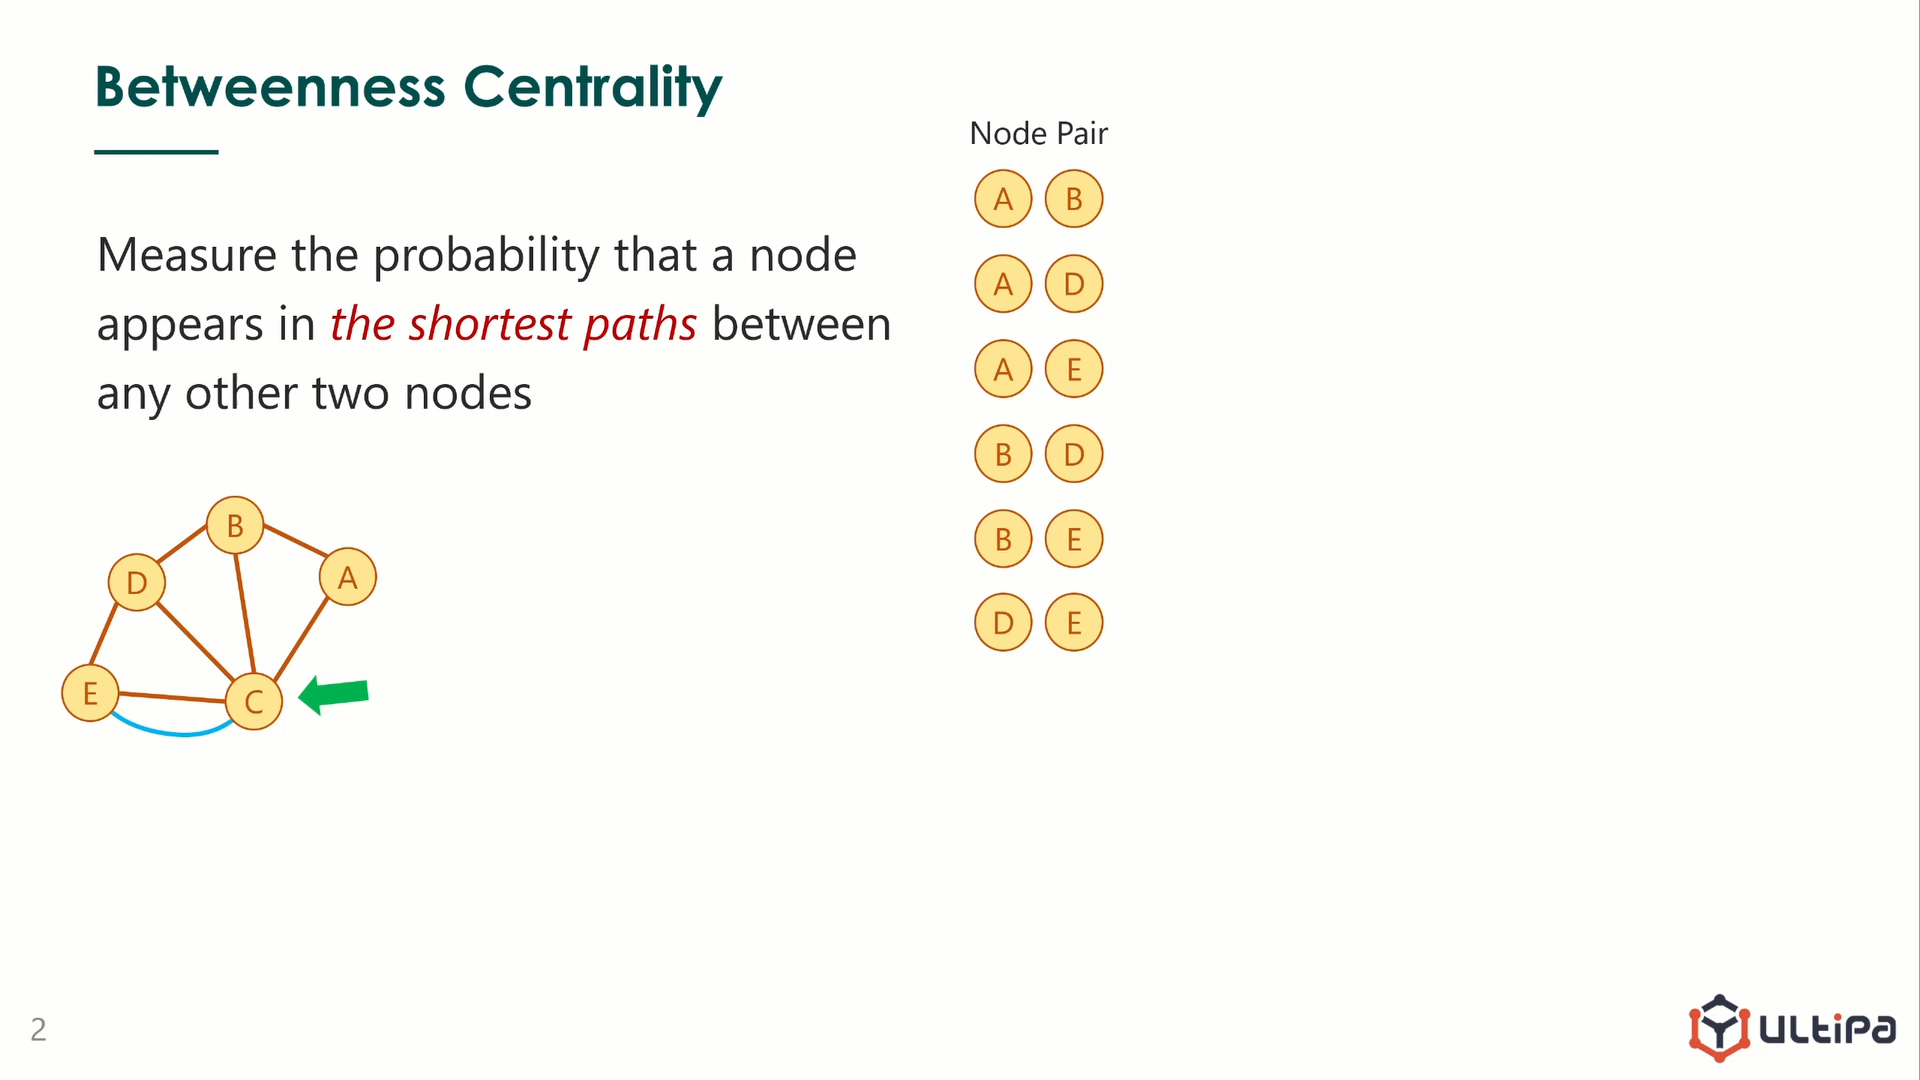 Betweenness Centrality
Measure the probability that a node
appears in the shortest paths between
any other two nodes
B
D
A
E
C
Node Pair
A B
A D
A E
B D
B E
D E
2
ULTiPa